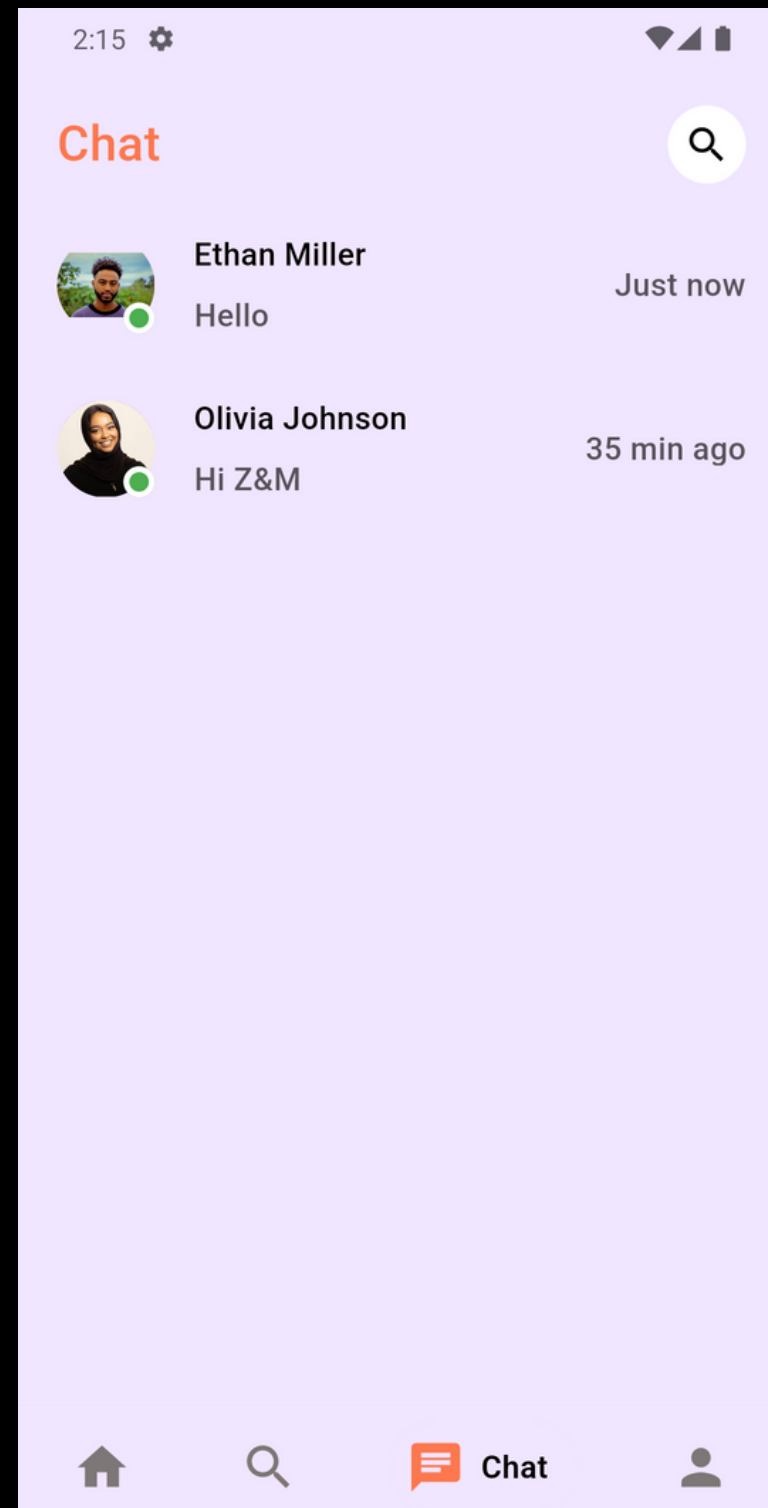 2:15
Chat
Ethan Miller
Hello
Just now
Olivia Johnson
Hi Z&M
35 min ago
Chat